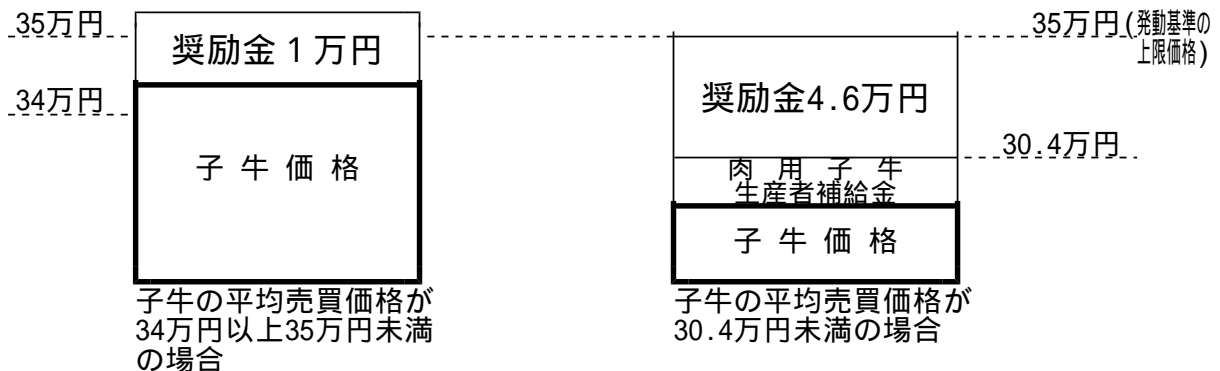 35万円
奨励金1万円
34万円
子牛価格
子牛の平均売買価格が
34万円以上35万円未満
の場合
35万円(発動基準の
上限価格)
奨励金4.6万円
30.4万円
肉用子牛
生産者補給金
子牛価格
子牛の平均売買価格が
30.4万円未満の場合